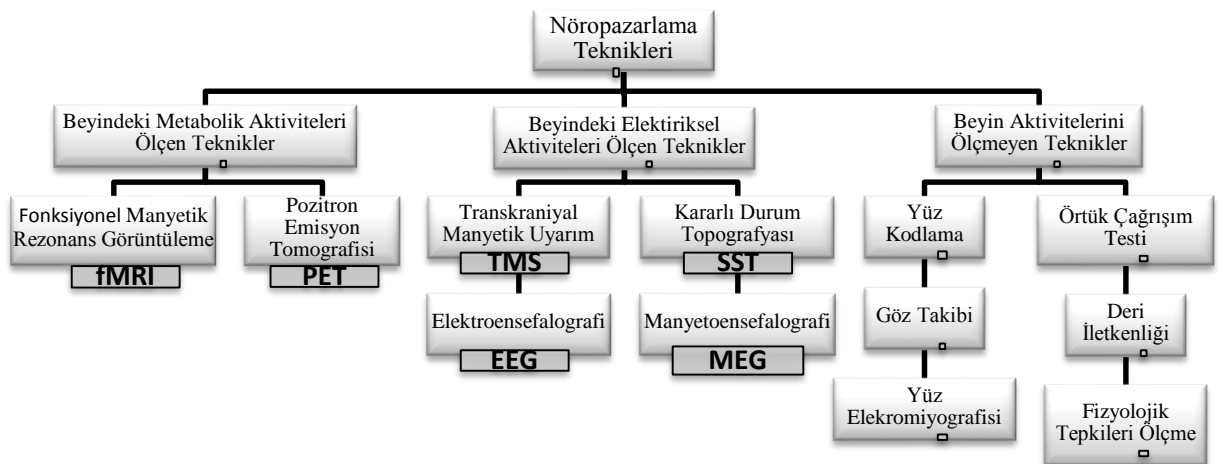 Nöropazarlama
Teknikleri
Beyindeki Metabolik Aktiviteleri
Ölçen Teknikler
Beyindeki Elektiriksel
Aktiviteleri Ölçen Teknikler
Beyin Aktivitelerini
Ölçmeyen Teknikler
Fonksiyonel Manyetik
Rezonans Görüntüleme
fMRI
Pozitron
Emisyon
Tomografisi
PET
Transkraniyal
Manyetik Uyarım
TMS
Kararlı Durum
Topografyası
SST
Yüz
Kodlama
Örtük Çağrışım
Testi
Elektroensefalografi
EEG
Manyetoensefalografi
MEG
Göz Takibi
Deri
İletkenliği
Yüz
Elekromiyografisi
Fizyolojik
Tepkileri Ölçme